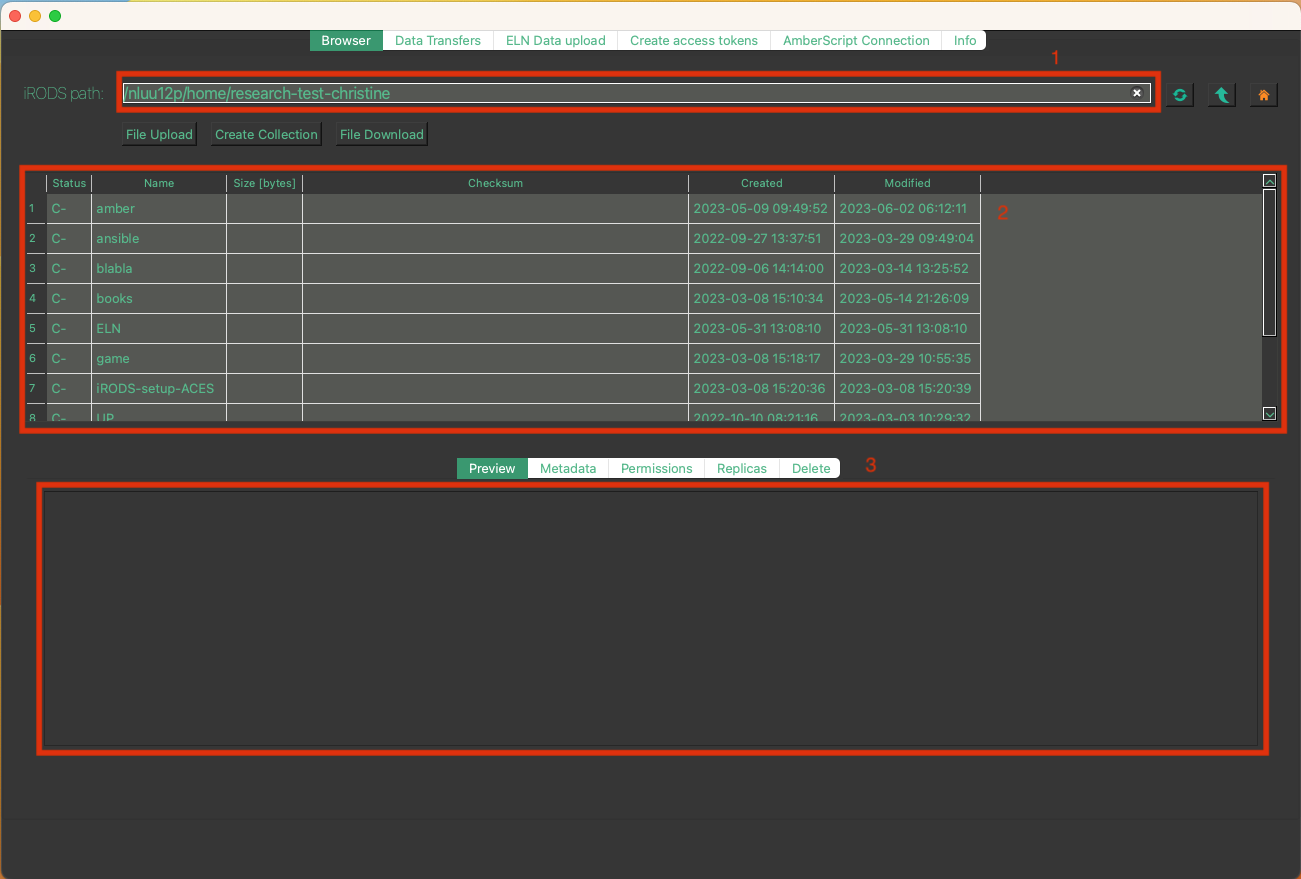 Browser Data Transfers ELN Data upload Create access tokens AmberScript Connection Info
1
iRODS path: /nluu12p/home/research-test-christine
File Upload Create Collection File Download
Status Name Size [bytes] Checksum Created Modified
1 C- amber 2023-05-09 09:49:52 2023-06-02 06:12:11
2
2 C- ansible 2022-09-27 13:37:51 2023-03-29 09:49:04
3 C- blabla 2022-09-06 14:14:00 2023-03-14 13:25:52
4 C- books 2023-03-08 15:10:34 2023-05-14 21:26:09
5 C- ELN 2023-05-31 13:08:10 2023-05-31 13:08:10
6 C- game 2023-03-08 15:18:17 2023-03-29 10:55:35
7 C- iRODS-setup-ACES 2023-03-08 15:20:36 2023-03-08 15:20:39
8 C- UP 2022-10-10 08:21:16 2023-03-03 10:29:32
Preview Metadata Permissions Replicas Delete 3